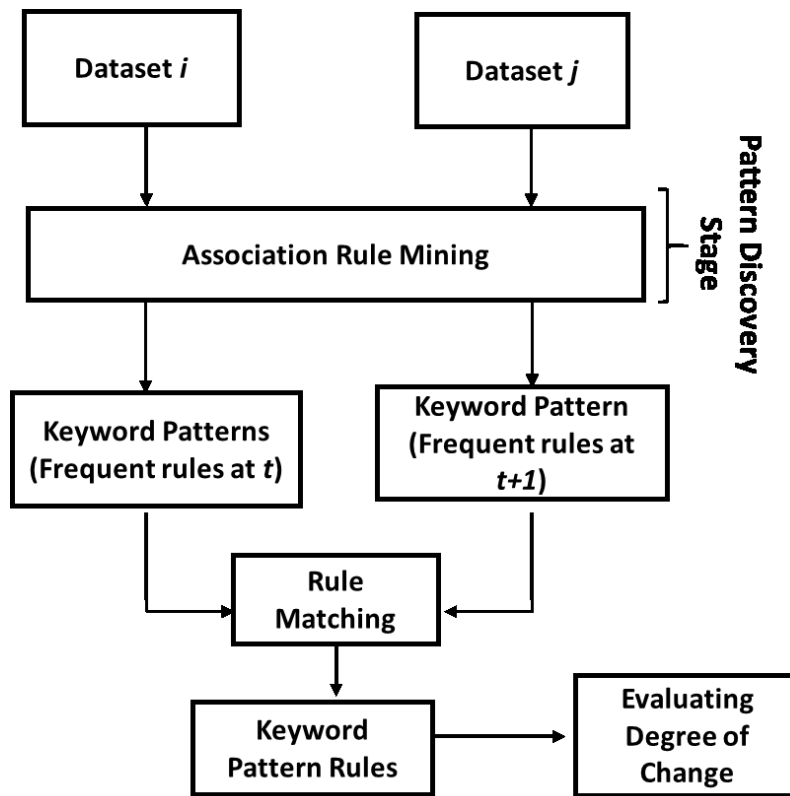 Dataset i
Dataset j
Pattern Discovery
Stage
Association Rule Mining
Keyword Patterns
(Frequent rules at t)
Keyword Pattern
(Frequent rules at
t+1)
Rule
Matching
Keyword
Pattern Rules
Evaluating
Degree of
Change